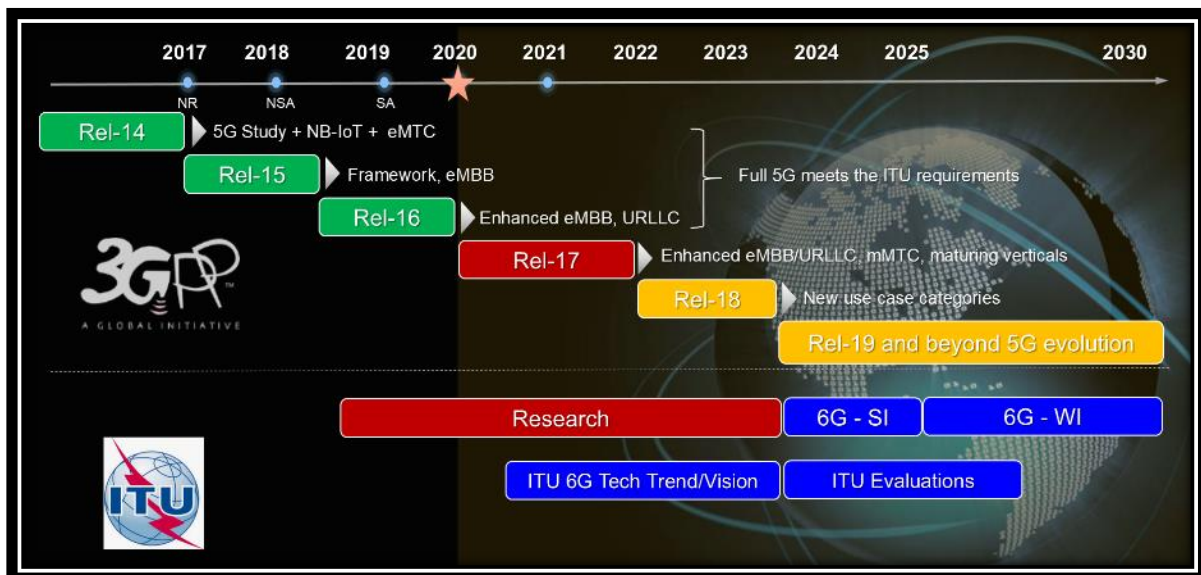 2017 2018 2019 2020 2021 2022 2023 2024 2025 2030
NR NSA SA
Rel-14 5G Study + NB-IoT + eMTC
Rel-15 Framework, eMBB
Full 5G meets the ITU requirements
Rel-16 Enhanced eMBB, URLLC
Rel-17 Enhanced eMBB/URLLC, mMTC, maturing verticals
3GPP TM
A GLOBAL INITIATIVE
Rel-18 New use case categories
Rel-19 and beyond 5G evolution
Research 6G - SI 6G - WI
ITU
ITU 6G Tech Trend/Vision ITU Evaluations